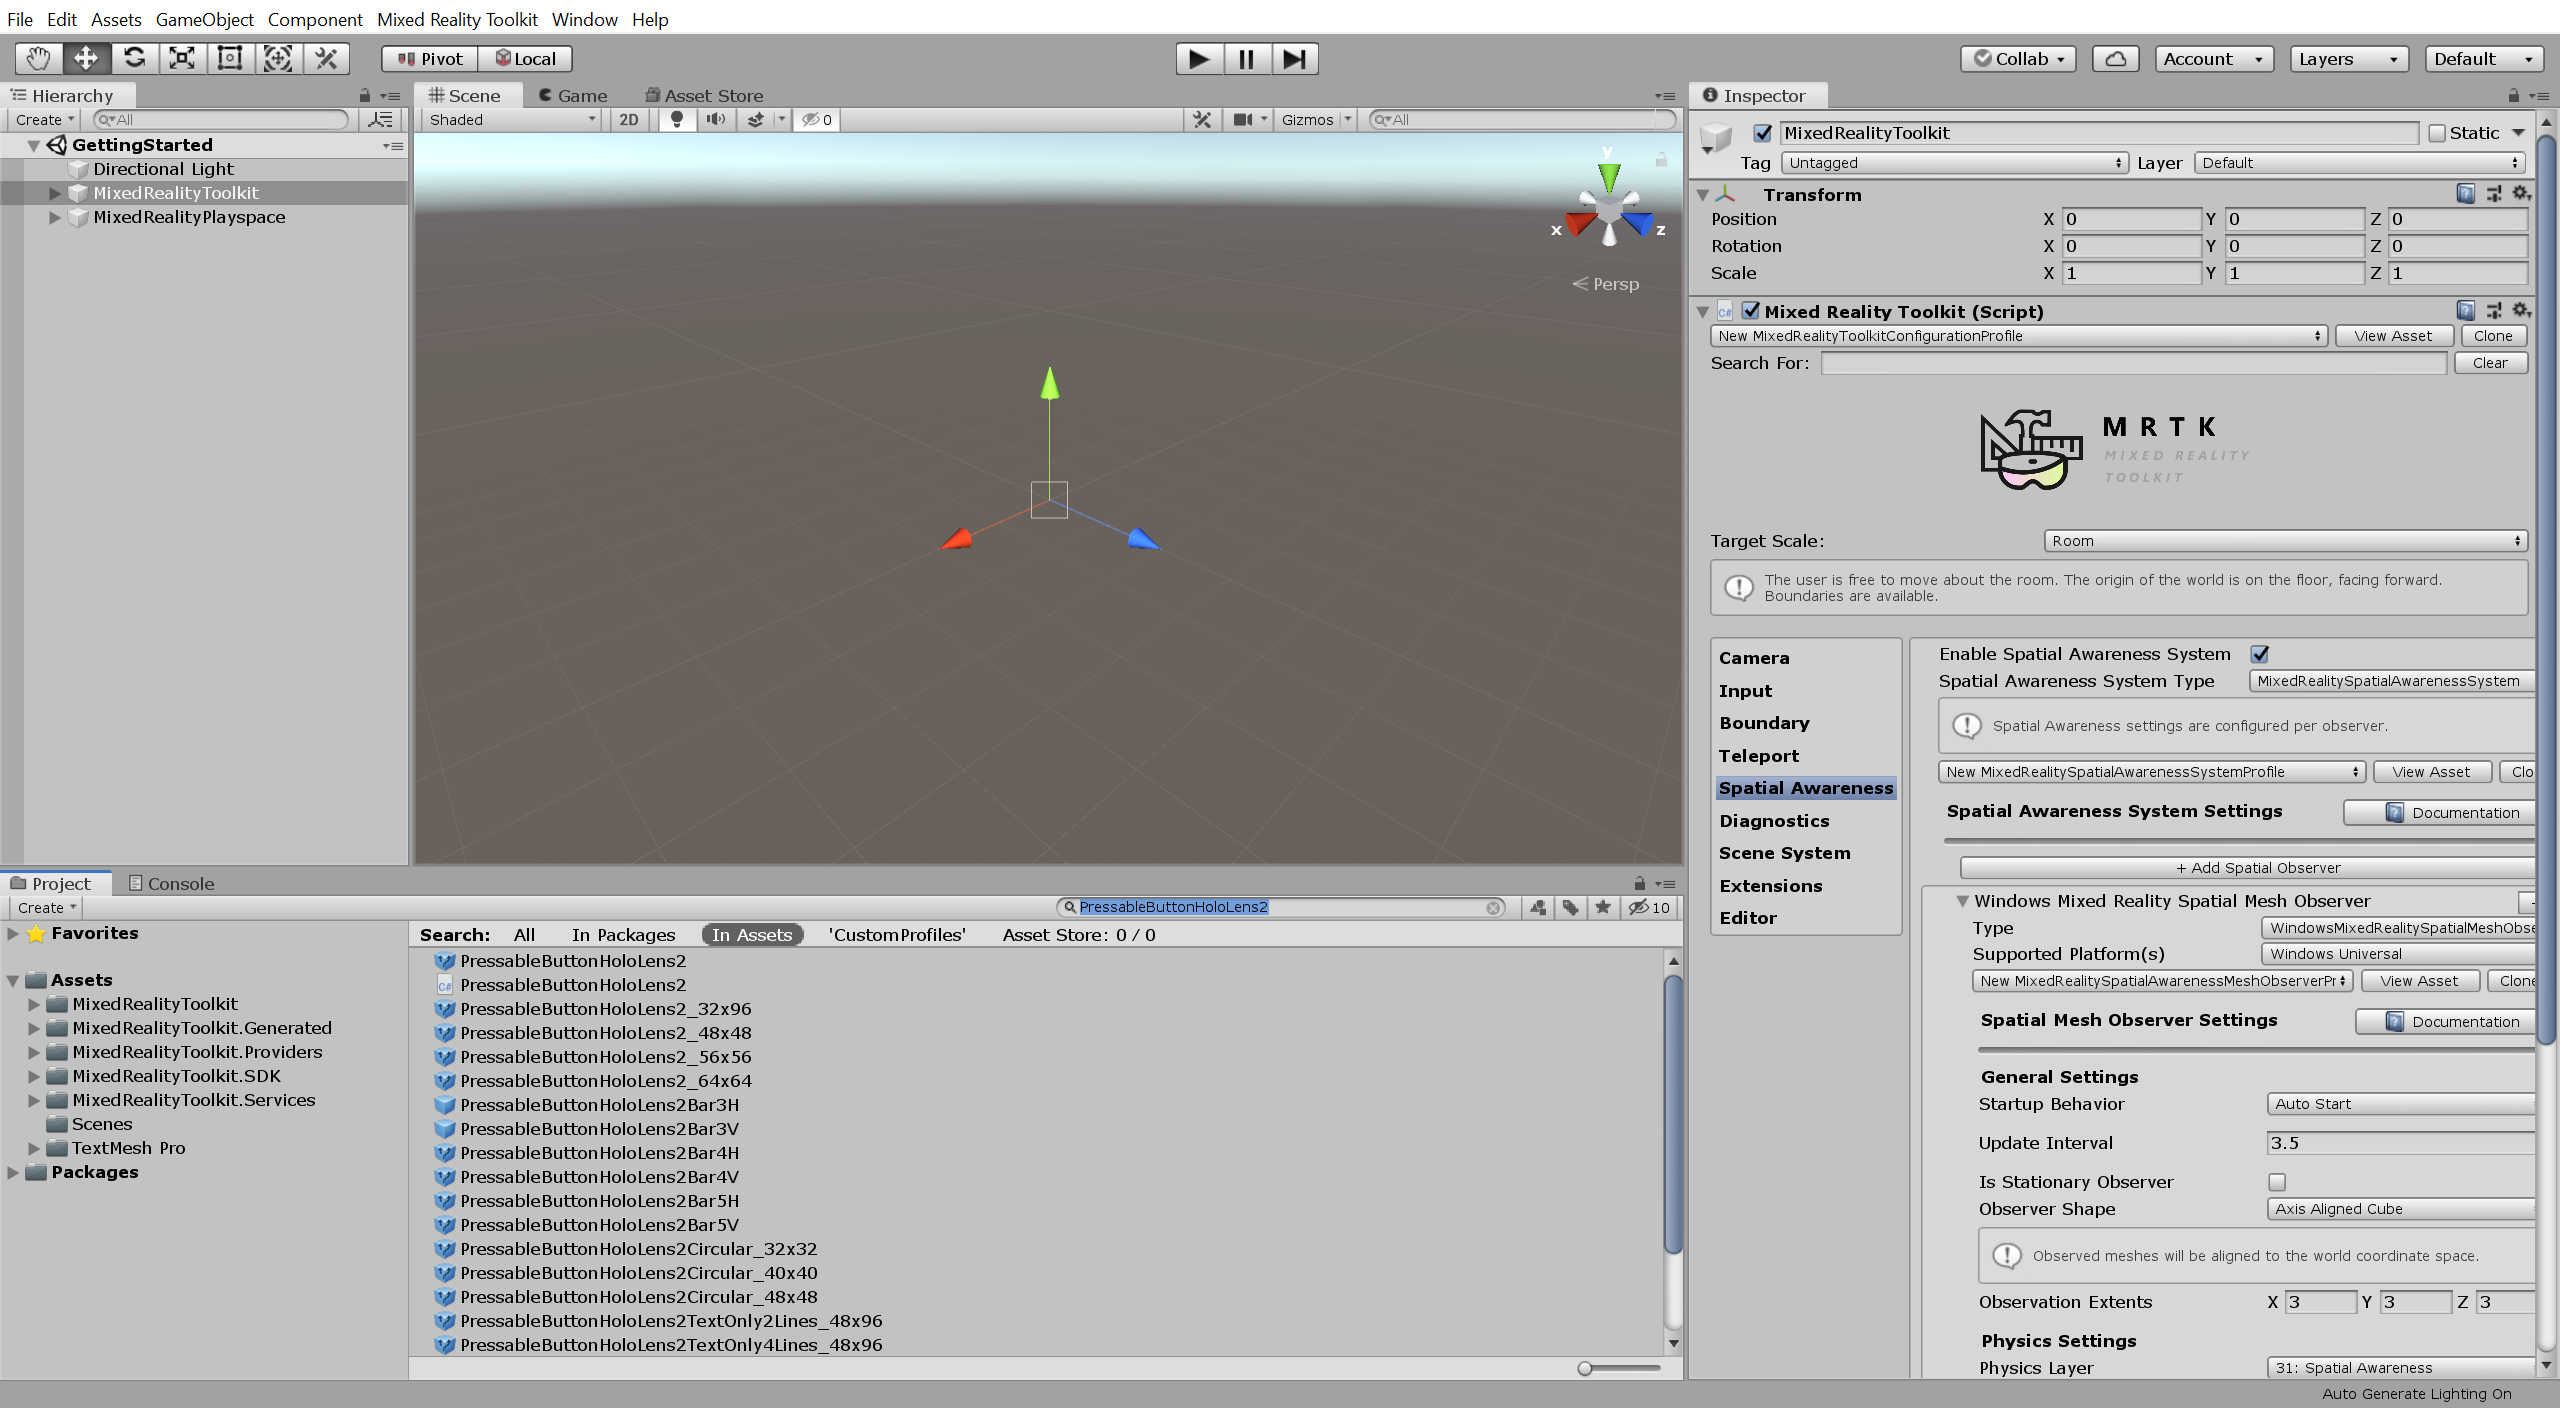 File Edit Assets GameObject Component Mixed Reality Toolkit Window Help
Pivot Local Collab Account Layers Default
Hierarchy
Create All
GettingStarted
Directional Light
MixedRealityToolkit
MixedRealityPlayspace
Scene Game Asset Store
Shaded 2D 0 Gizmos All
y
x z
Persp
Project Console
Create PressableButtonHoloLens2 10
Favorites
Assets
MixedRealityToolkit
MixedRealityToolkit.Generated
MixedRealityToolkit.Providers
MixedRealityToolkit.SDK
MixedRealityToolkit.Services
Scenes
TextMesh Pro
Packages
Search: All In Packages In Assets 'CustomProfiles' Asset Store: 0 / 0
PressableButtonHoloLens2
C# PressableButtonHoloLens2
PressableButtonHoloLens2_32x96
PressableButtonHoloLens2_48x48
PressableButtonHoloLens2_56x56
PressableButtonHoloLens2_64x64
PressableButtonHoloLens2Bar3H
PressableButtonHoloLens2Bar3V
PressableButtonHoloLens2Bar4H
PressableButtonHoloLens2Bar4V
PressableButtonHoloLens2Bar5H
PressableButtonHoloLens2Bar5V
PressableButtonHoloLens2Circular_32x32
PressableButtonHoloLens2Circular_40x40
PressableButtonHoloLens2Circular_48x48
PressableButtonHoloLens2TextOnly2Lines_48x96
PressableButtonHoloLens2TextOnly4Lines_48x96
Inspector
MixedRealityToolkit Static
Tag Untagged Layer Default
Transform
Position X 0 Y 0 Z 0
Rotation X 0 Y 0 Z 0
Scale X 1 Y 1 Z 1
C# Mixed Reality Toolkit (Script)
New MixedRealityToolkitConfigurationProfile View Asset Clone
Search For: Clear
MRTK
MIXED REALITY
TOOLKIT
Target Scale: Room
The user is free to move about the room. The origin of the world is on the floor, facing forward.
Boundaries are available.
Camera
Input
Boundary
Teleport
Spatial Awareness
Diagnostics
Scene System
Extensions
Editor
Enable Spatial Awareness System
Spatial Awareness System Type MixedRealitySpatialAwarenessSystem
Spatial Awareness settings are configured per observer.
New MixedRealitySpatialAwarenessSystemProfile View Asset Clo
Spatial Awareness System Settings Documentation
+ Add Spatial Observer
Windows Mixed Reality Spatial Mesh Observer
Type WindowsMixedRealitySpatialMeshObse
Supported Platform(s) Windows Universal
New MixedRealitySpatialAwarenessMeshObserverPr View Asset Clone
Spatial Mesh Observer Settings Documentation
General Settings
Startup Behavior Auto Start
Update Interval 3.5
Is Stationary Observer
Observer Shape Axis Aligned Cube
Observed meshes will be aligned to the world coordinate space.
Observation Extents X 3 Y 3 Z 3
Physics Settings
Physics Layer 31: Spatial Awareness
Auto Generate Lighting On